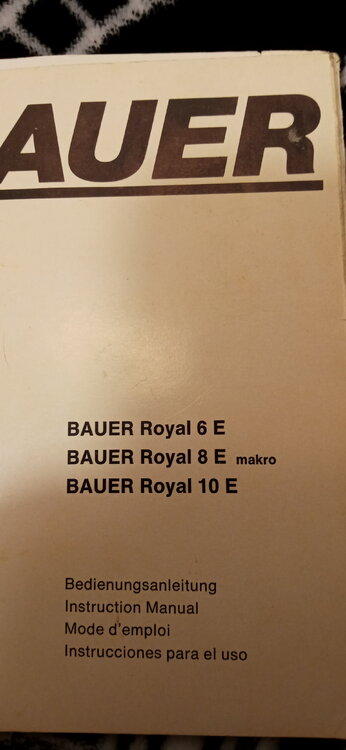 AUER
BAUER Royal 6 E
BAUER Royal 8 E makro
BAUER Royal 10 E
Bedienungsanleitung
Instruction Manual
Mode d'emploi
Instrucciones para el uso